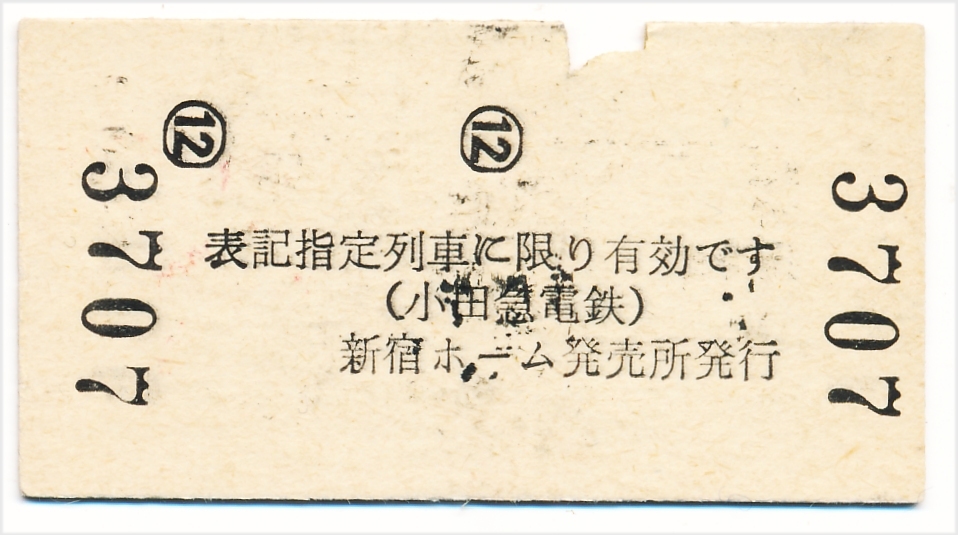 ⑫
⑫
3707
表記指定列車に限り有効です
(小田急電鉄)
新宿ホーム発売所発行
3707